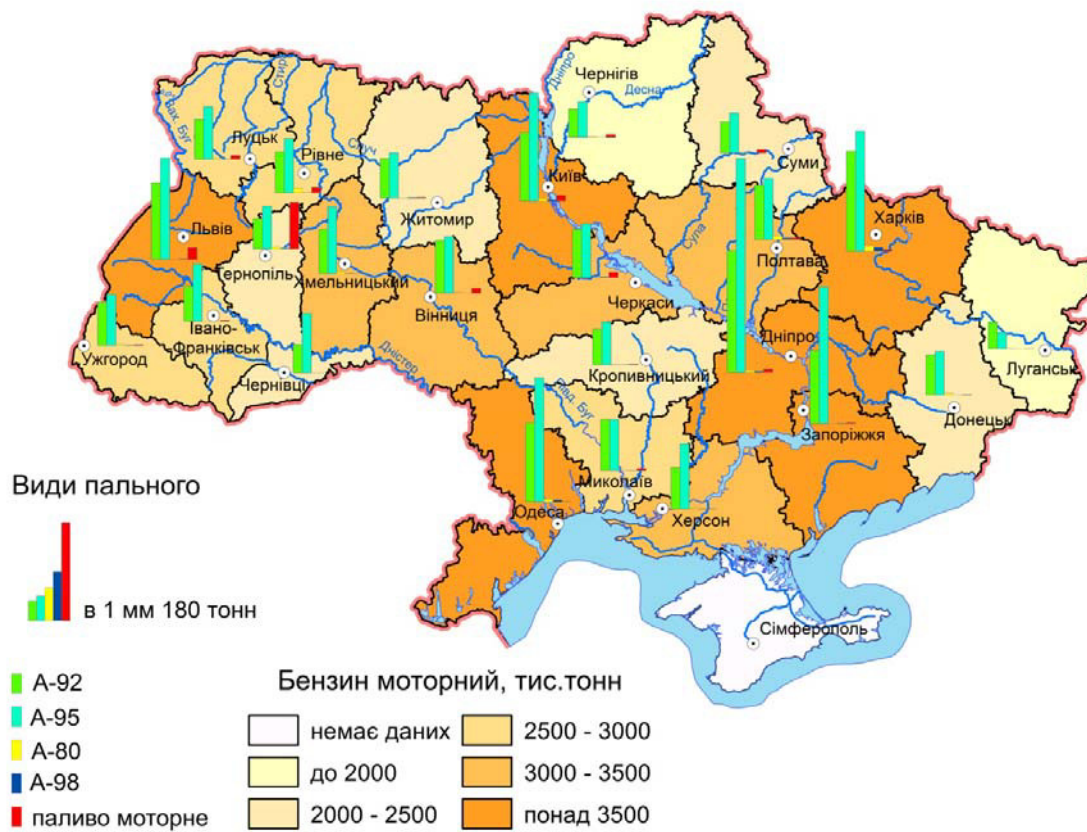 Чернігів
Десна
Дніпро
Стир
Зах. Буг
Луцьк
Рівне
Случ
Київ
Суми
Житомир
Сула
Харків
Львів
Полтава
Тернопіль
Хмельницький
Черкаси
Вінниця
Івано-
Франківськ
Дніпро
Ужгород
Дністер
Чернівці
Кропивницький
Луганськ
Півд. Буг
Донецьк
Запоріжжя
Миколаїв
Одеса
Херсон
Сімферополь
Види пального
в 1 мм 180 тонн
А-92
А-95
А-80
А-98
паливо моторне
Бензин моторний, тис.тонн
немає даних
до 2000
2000 - 2500
2500 - 3000
3000 - 3500
понад 3500